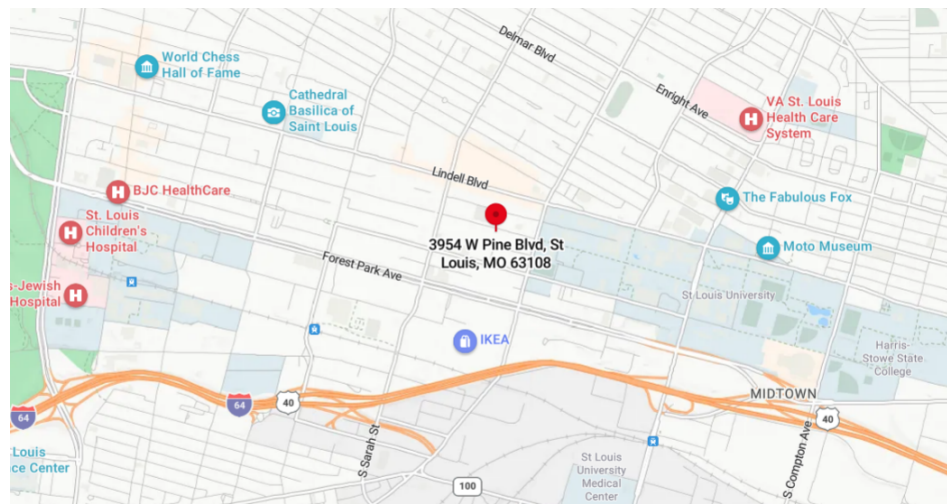 Delmar Blvd
World Chess
Hall of Fame
Cathedral
Basilica of
Saint Louis
Enright Ave
H
VA St. Louis
Health Care
System
Lindell Blvd
H
BJC HealthCare
The Fabulous Fox
H
St. Louis
Children's
Hospital
3954 W Pine Blvd, St
Louis, MO 63108
Moto Museum
Forest Park Ave
s-Jewish
Hospital
H
St Louis University
IKEA
Harris-
Stowe State
College
MIDTOWN
64
64
40
40
S Sarah St
S Compton Ave
Louis
ce Center
St Louis
University
Medical
Center
100